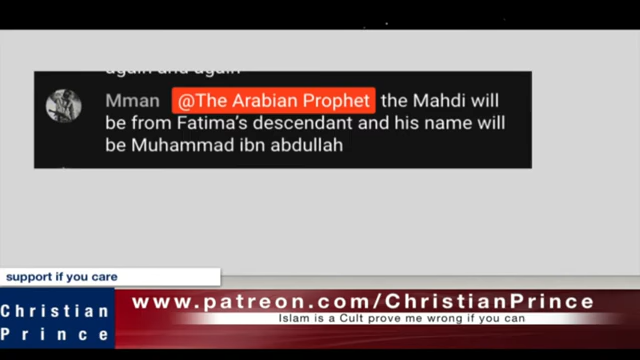 again and again
Mman @The Arabian Prophet the Mahdi will
be from Fatima's descendant and his name will
be Muhammad ibn abdullah
support if you care
Christian
Prince
www.patreon.com/ChristianPrince
Islam is a Cult prove me wrong if you can